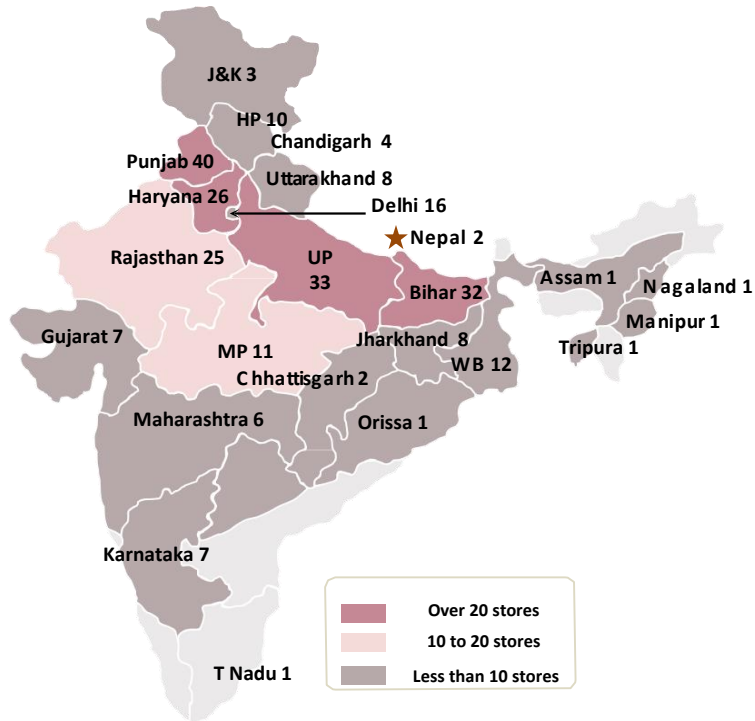 J&K 3
HP 10
Chandigarh 4
Punjab 40
Uttarakhand 8
Haryana 26
Delhi 16
Nepal 2
Rajasthan 25
UP
33
Bihar 32
Assam 1
Nagaland 1
Manipur 1
Tripura 1
Gujarat 7
MP 11
Jharkhand 8
WB 12
Chhattisgarh 2
Maharashtra 6
Orissa 1
Karnataka 7
T Nadu 1
Over 20 stores
10 to 20 stores
Less than 10 stores